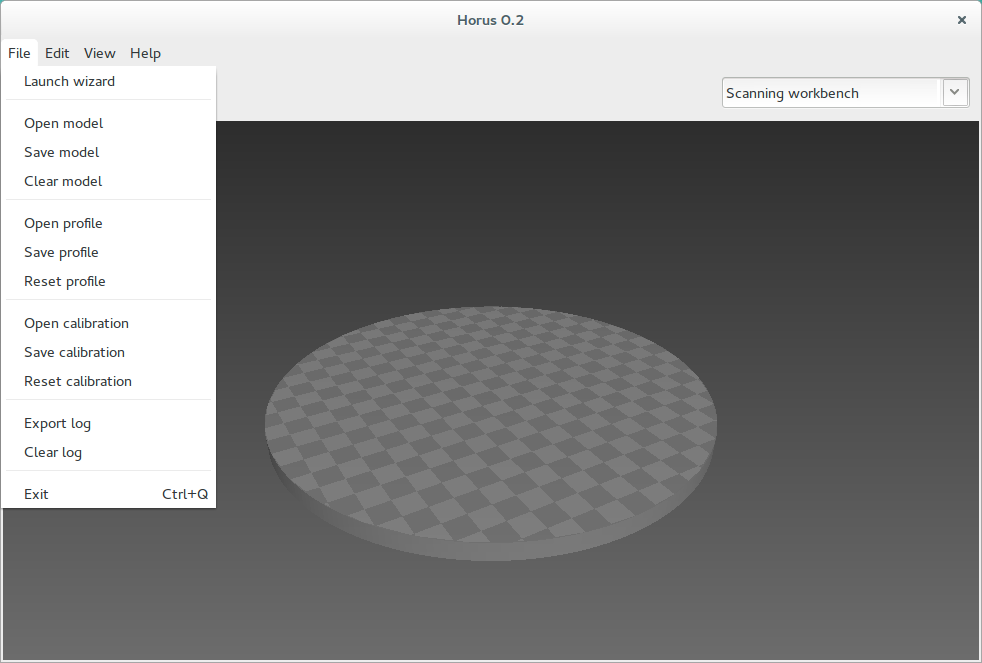 Horus 0.2
File Edit View Help
Launch wizard
Scanning workbench
Open model
Save model
Clear model
Open profile
Save profile
Reset profile
Open calibration
Save calibration
Reset calibration
Export log
Clear log
Exit Ctrl+Q